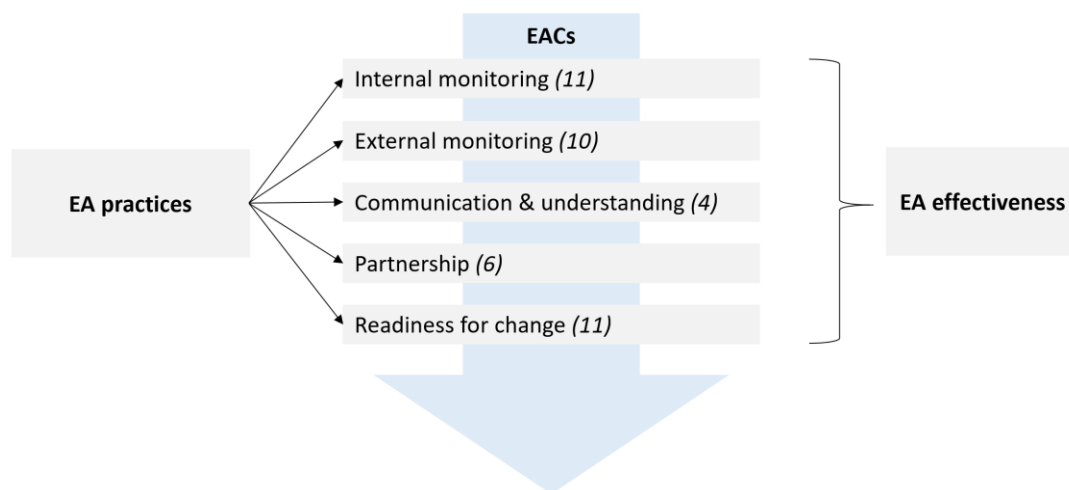 EACs
Internal monitoring (11)
External monitoring (10)
EA practices
Communication & understanding (4)
EA effectiveness
Partnership (6)
Readiness for change (11)